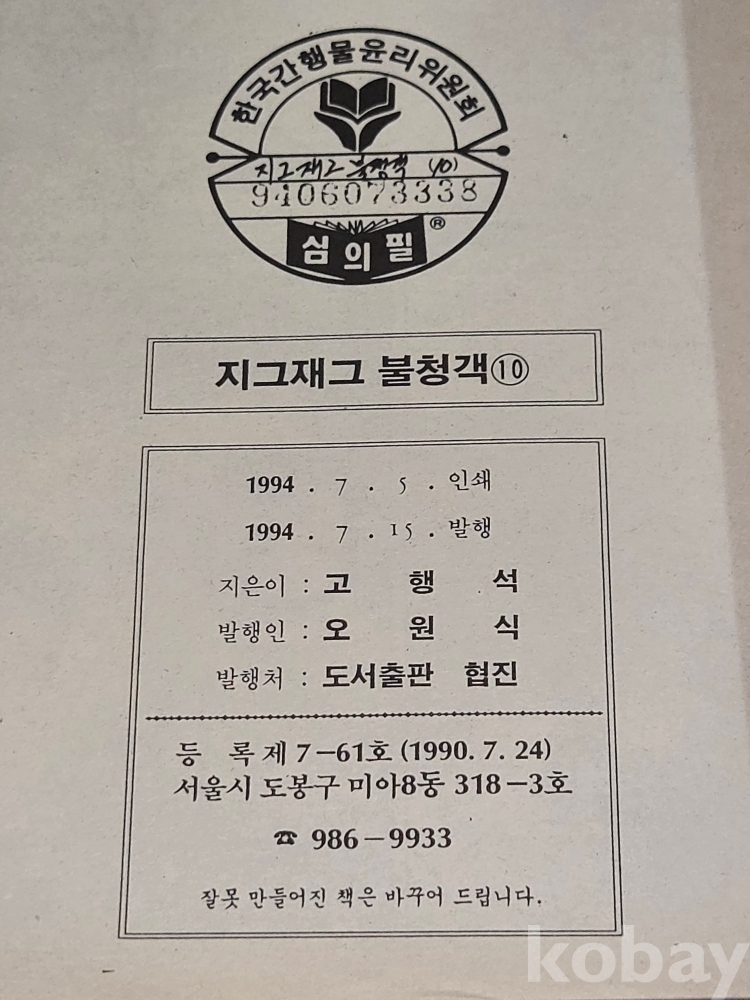 한국간행물윤리위원회
지그재그 불청객 (10)
9406073338
심의필 ®
지그재그 불청객⑩
1994 . 7 . 5 . 인쇄
1994 . 7 . 15 . 발행
지은이 : 고 행 석
발행인 : 오 원 식
발행처 : 도서출판 협진
등 록 제 7-61호 (1990. 7. 24)
서울시 도봉구 미아8동 318-3호
☎ 986-9933
잘못 만들어진 책은 바꾸어 드립니다.
kobay